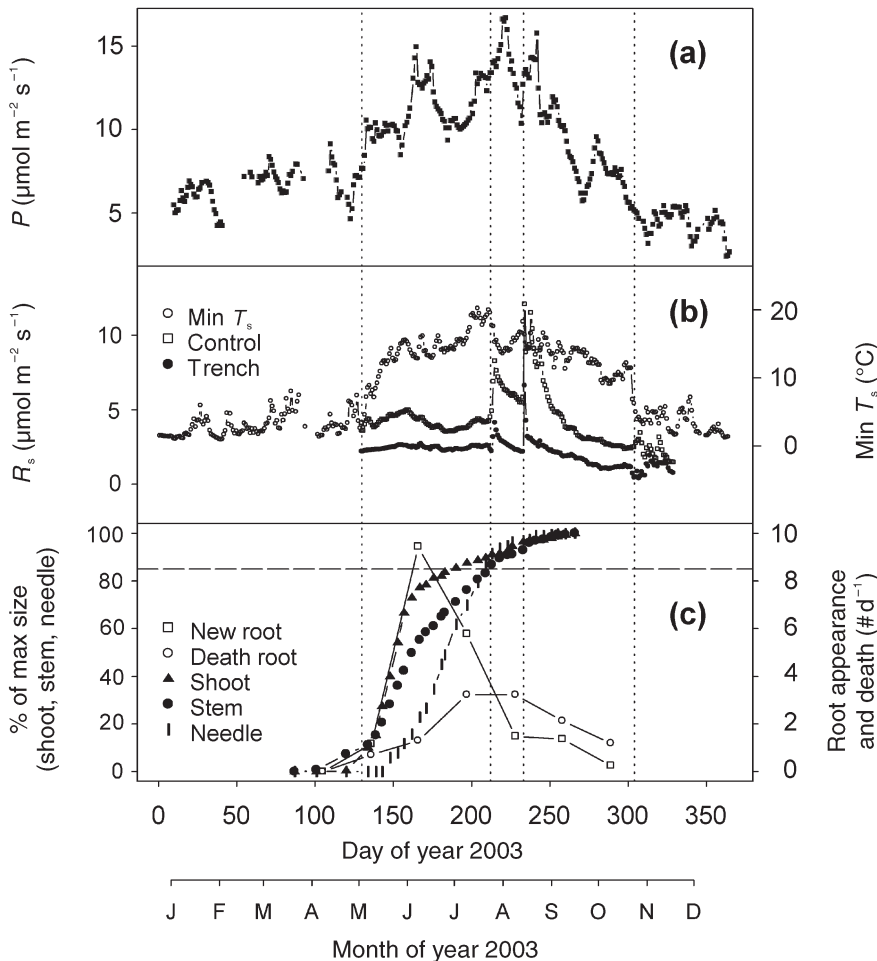 (a)
15
10
5
P (μmol m⁻² s⁻¹)
(b)
Min Ts
Control
Trench
10
5
0
Rs (μmol m⁻² s⁻¹)
20
10
0
Min Ts (°C)
(c)
100
80
60
40
20
0
% of max size
(shoot, stem, needle)
New root
Death root
Shoot
Stem
Needle
10
8
6
4
2
0
Root appearance
and death (# d⁻¹)
0 50 100 150 200 250 300 350
Day of year 2003
J F M A M J J A S O N D
Month of year 2003